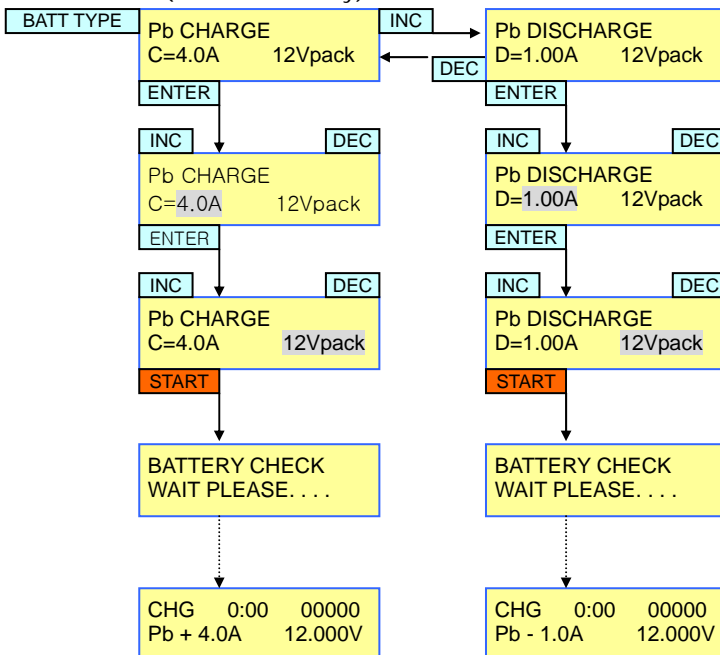 BATT TYPE
Pb CHARGE
C=4.0A 12Vpack
INC
DEC
Pb DISCHARGE
D=1.00A 12Vpack
ENTER
ENTER
INC DEC
INC DEC
Pb CHARGE
C=4.0A 12Vpack
Pb DISCHARGE
D=1.00A 12Vpack
ENTER
ENTER
INC DEC
INC DEC
Pb CHARGE
C=4.0A 12Vpack
Pb DISCHARGE
D=1.00A 12Vpack
START
START
BATTERY CHECK
WAIT PLEASE. . . .
BATTERY CHECK
WAIT PLEASE. . . .
CHG 0:00 00000
Pb + 4.0A 12.000V
CHG 0:00 00000
Pb - 1.0A 12.000V